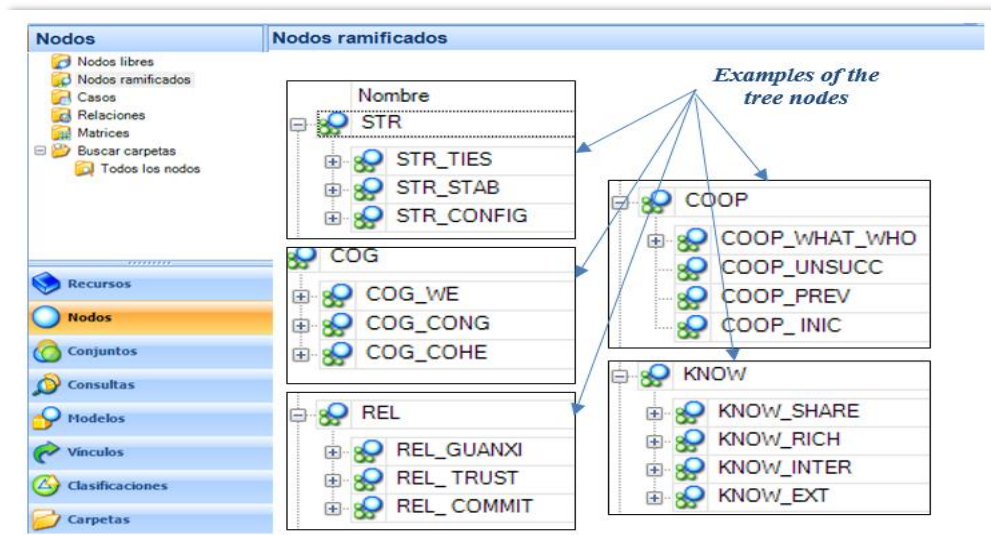 Nodos
Nodos libres
Nodos ramificados
Casos
Relaciones
Matrices
Buscar carpetas
Todos los nodos
Recursos
Nodos
Conjuntos
Consultas
Modelos
Vínculos
Clasificaciones
Carpetas
Nodos ramificados
Examples of the
tree nodes
Nombre
STR
STR_TIES
STR_STAB
STR_CONFIG
COG
COG_WE
COG_CONG
COG_COHE
REL
REL_GUANXI
REL_ TRUST
REL_ COMMIT
COOP
COOP_WHAT_WHO
COOP_UNSUCC
COOP_PREV
COOP_ INIC
KNOW
KNOW_SHARE
KNOW_RICH
KNOW_INTER
KNOW_EXT